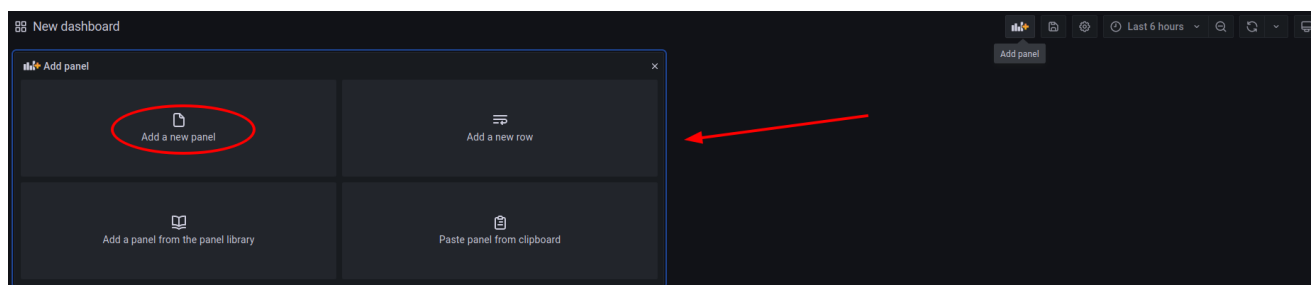 New dashboard
Last 6 hours
Add panel
Add panel
Add a new panel
Add a new row
Add a panel from the panel library
Paste panel from clipboard